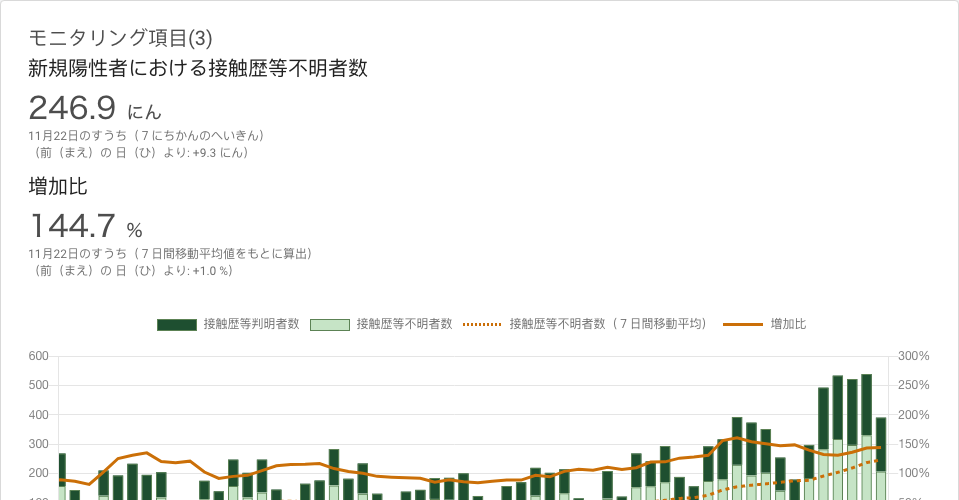 モニタリング項目(3)
新規陽性者における接触歴等不明者数
246.9 にん
11月22日のすうち（７にちかんのへいきん）
（前（まえ）の 日（ひ）より: +9.3 にん）
増加比
144.7 %
11月22日のすうち（７日間移動平均値をもとに算出）
（前（まえ）の 日（ひ）より: +1.0 %）
接触歴等判明者数 接触歴等不明者数 接触歴等不明者数（７日間移動平均） 増加比
600 300%
500 250%
400 200%
300 150%
200 100%
100 50%